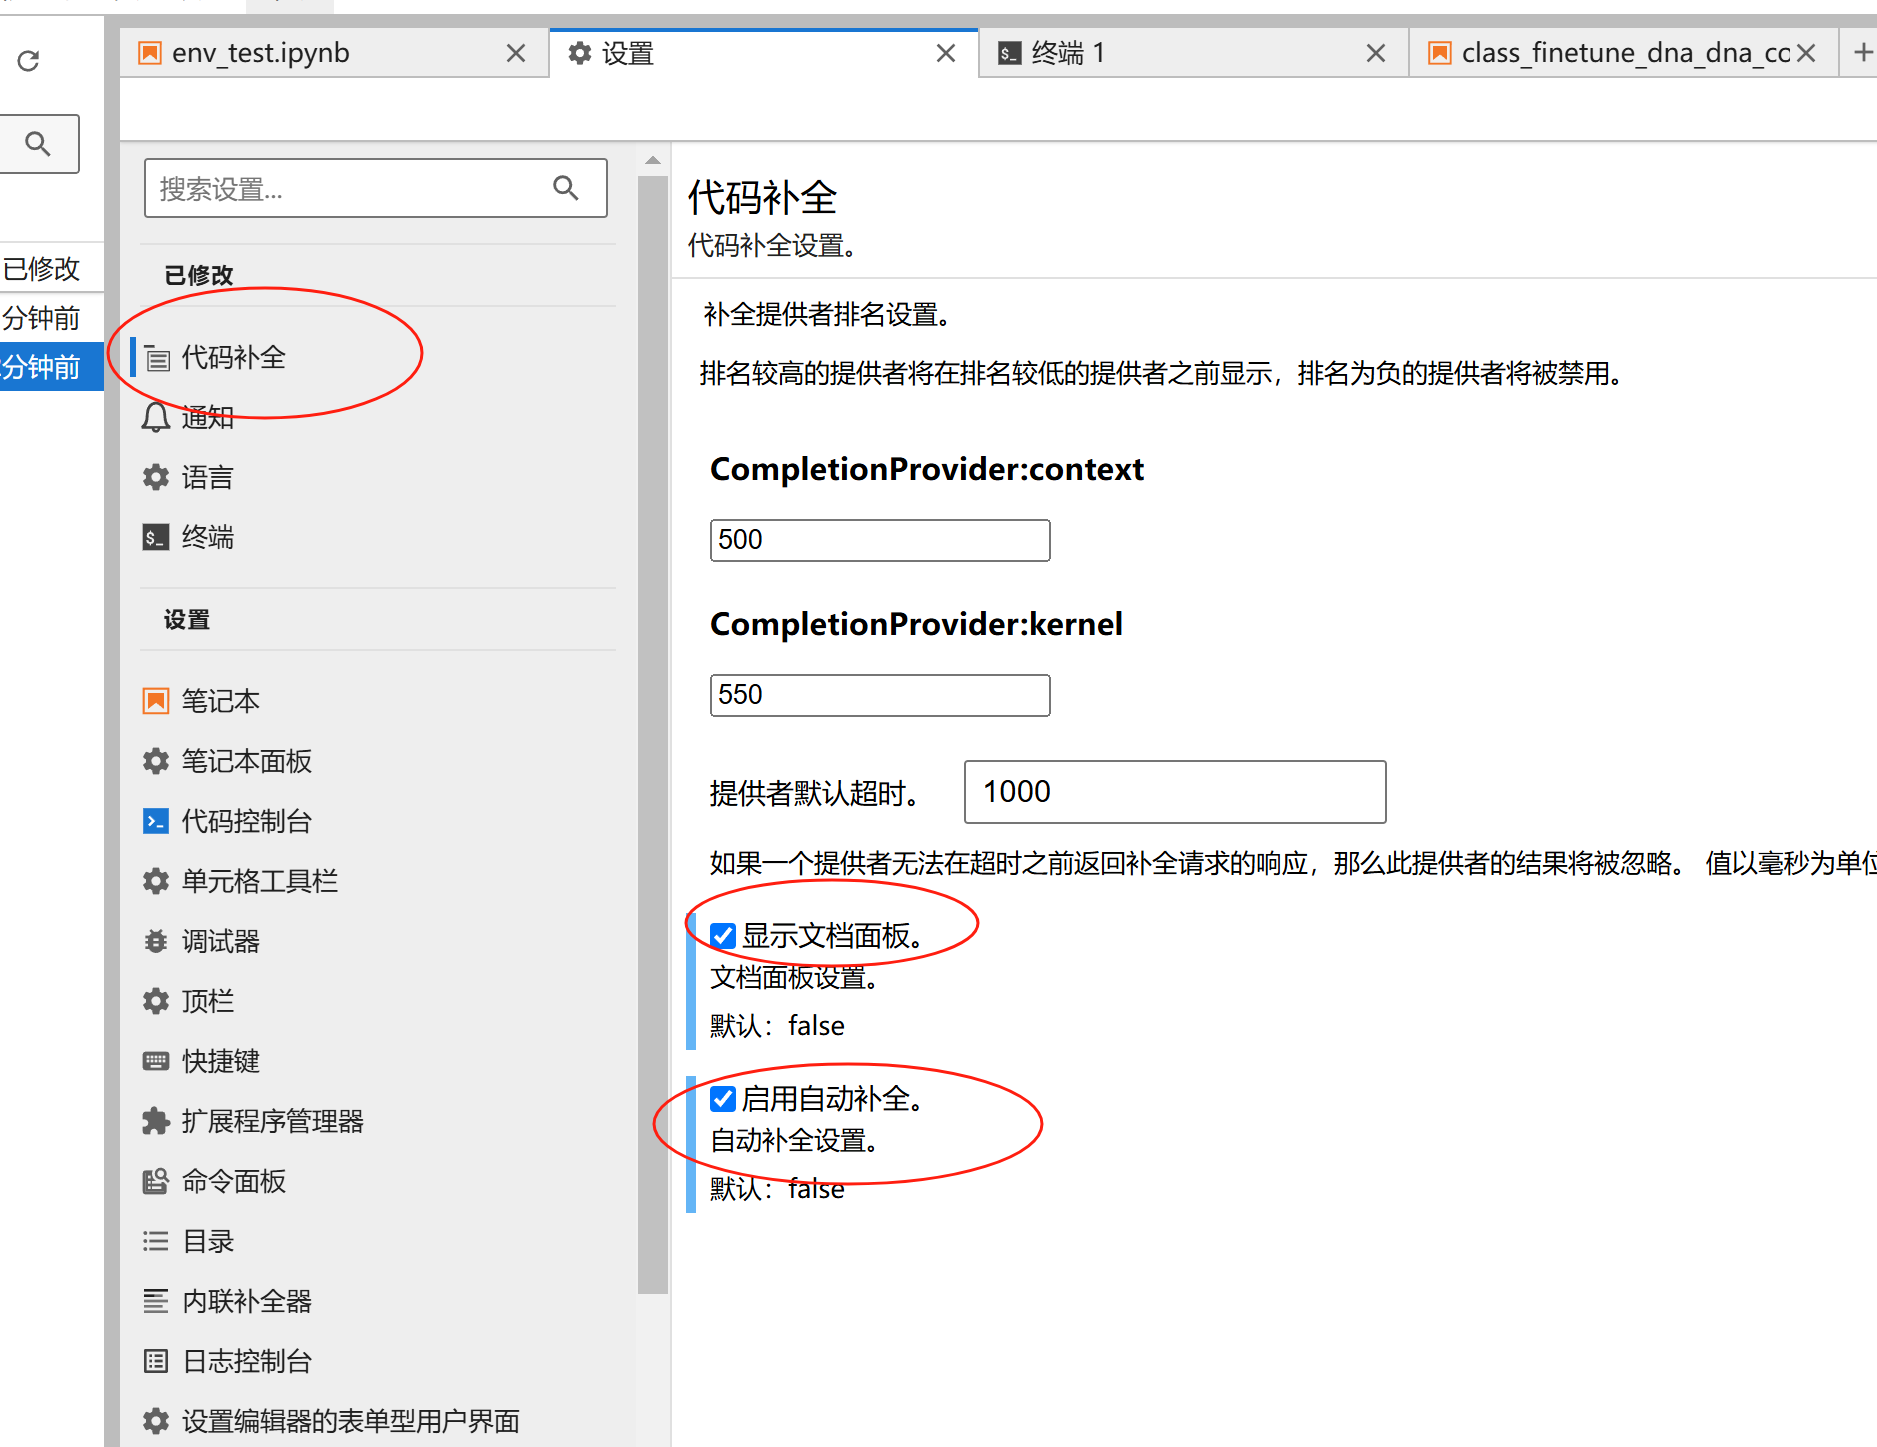 env_test.ipynb
设置
终端 1
class_finetune_dna_dna_cc
已修改
分钟前
分钟前
搜索设置...
已修改
代码补全
通知
语言
终端
设置
笔记本
笔记本面板
代码控制台
单元格工具栏
调试器
顶栏
快捷键
扩展程序管理器
命令面板
目录
内联补全器
日志控制台
设置编辑器的表单型用户界面
代码补全
代码补全设置。
补全提供者排名设置。
排名较高的提供者将在排名较低的提供者之前显示，排名为负的提供者将被禁用。
CompletionProvider:context
500
CompletionProvider:kernel
550
提供者默认超时。 1000
如果一个提供者无法在超时之前返回补全请求的响应，那么此提供者的结果将被忽略。 值以毫秒为单位
显示文档面板。
文档面板设置。
默认：false
启用自动补全。
自动补全设置。
默认：false